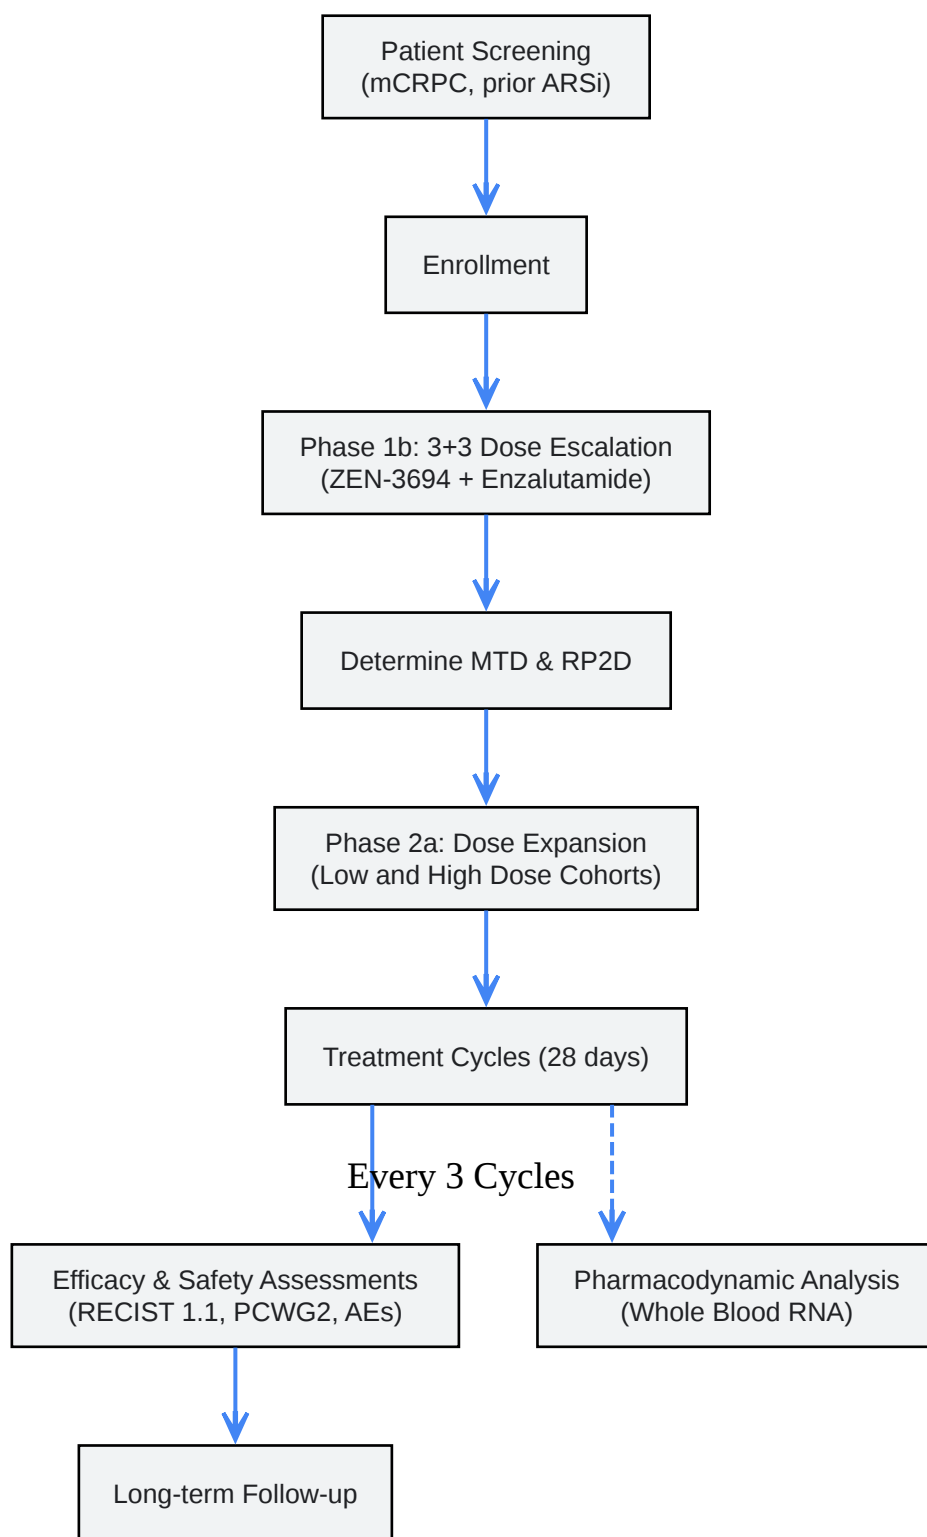 Patient Screening
(mCRPC, prior ARSi)
Enrollment
Phase 1b: 3+3 Dose Escalation
(ZEN-3694 + Enzalutamide)
Determine MTD & RP2D
Phase 2a: Dose Expansion
(Low and High Dose Cohorts)
Treatment Cycles (28 days)
Every 3 Cycles
Efficacy & Safety Assessments
(RECIST 1.1, PCWG2, AEs)
Pharmacodynamic Analysis
(Whole Blood RNA)
Long-term Follow-up